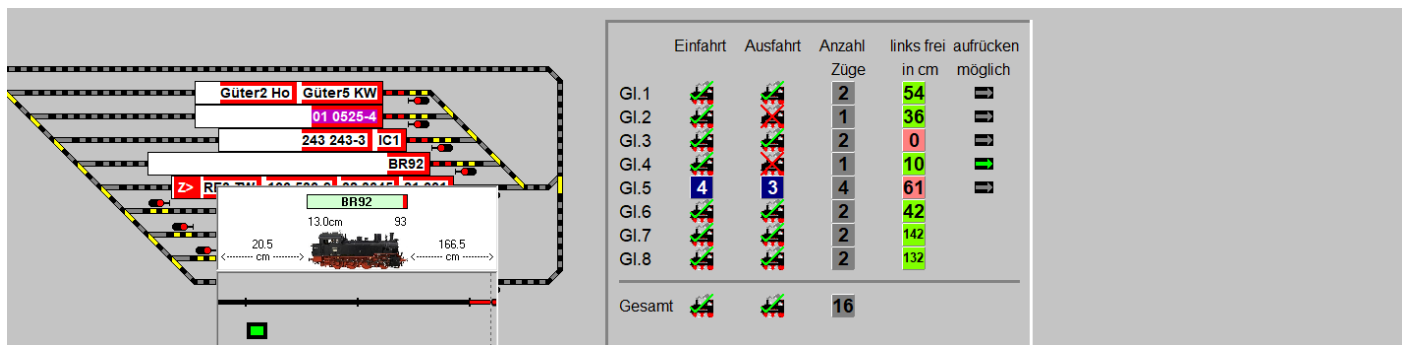 Güter2 Ho Güter5 KW
01 0525-4
243 243-3 IC1
BR92
Z>
BR92
13.0cm 93
20.5 cm
166.5 cm
Einfahrt Ausfahrt Anzahl Züge links frei in cm aufrücken möglich
Gl.1 2 54
Gl.2 1 36
Gl.3 2 0
Gl.4 1 10
Gl.5 4 3 4 61
Gl.6 2 42
Gl.7 2 142
Gl.8 2 132
Gesamt 16